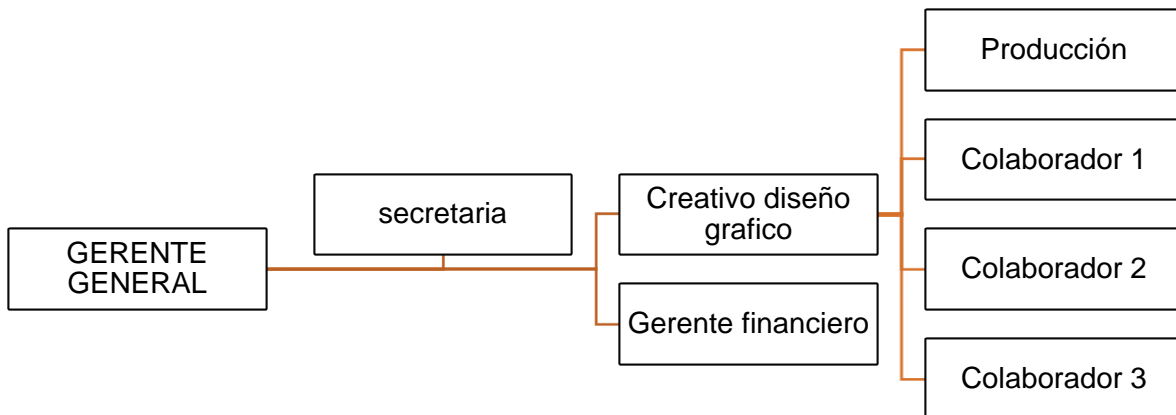 GERENTE
GENERAL
secretaria
Creativo diseño
grafico
Gerente financiero
Producción
Colaborador 1
Colaborador 2
Colaborador 3